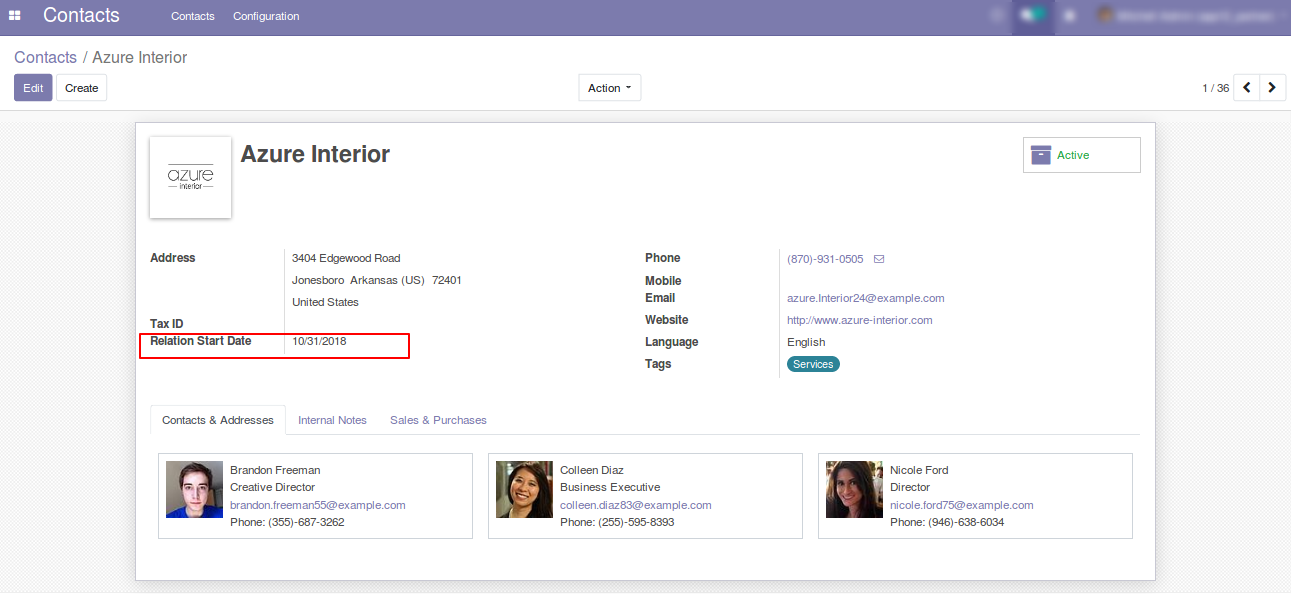 Contacts Contacts Configuration
Contacts / Azure Interior
Edit Create Action 1 / 36
azure
interior
Azure Interior
Active
Address 3404 Edgewood Road
Jonesboro Arkansas (US) 72401
United States
Tax ID
Relation Start Date 10/31/2018
Phone (870)-931-0505
Mobile
Email azure.Interior24@example.com
Website http://www.azure-interior.com
Language English
Tags Services
Contacts & Addresses Internal Notes Sales & Purchases
Brandon Freeman
Creative Director
brandon.freeman55@example.com
Phone: (355)-687-3262
Colleen Diaz
Business Executive
colleen.diaz83@example.com
Phone: (255)-595-8393
Nicole Ford
Director
nicole.ford75@example.com
Phone: (946)-638-6034